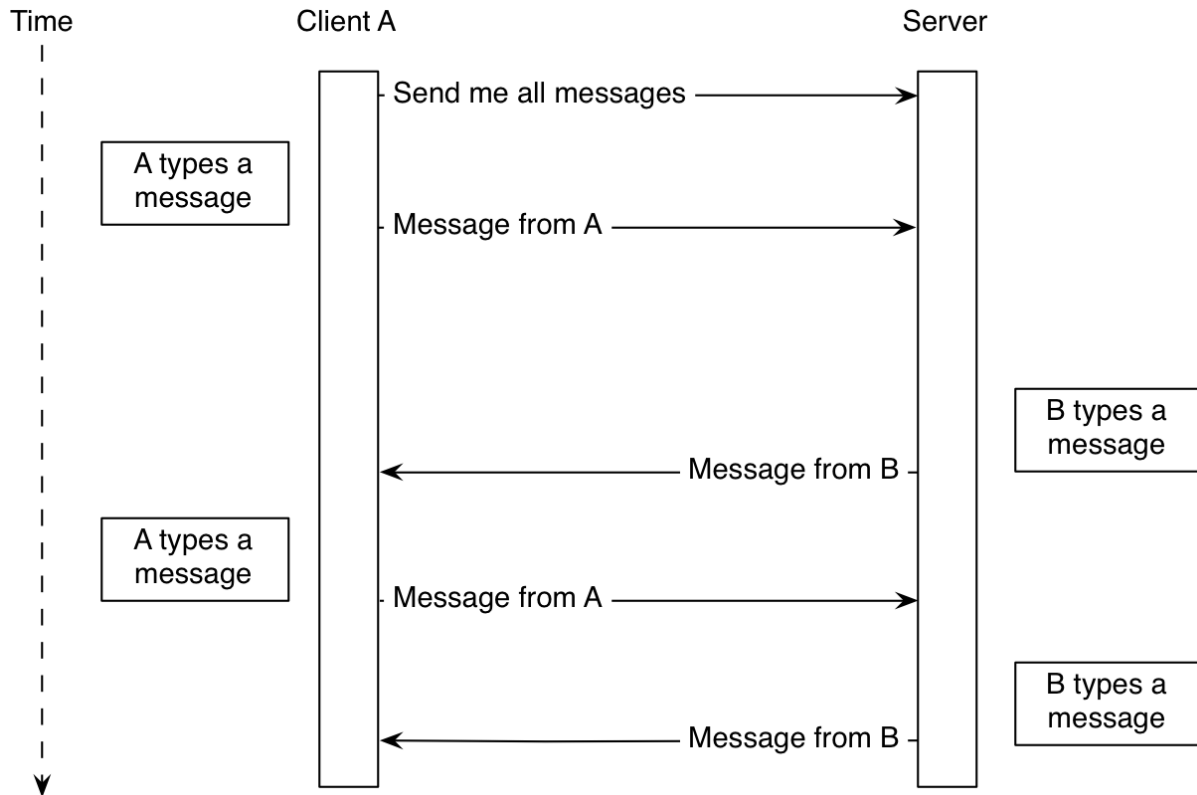 Time
Client A
Server
Send me all messages
A types a
message
Message from A
B types a
message
Message from B
A types a
message
Message from A
B types a
message
Message from B